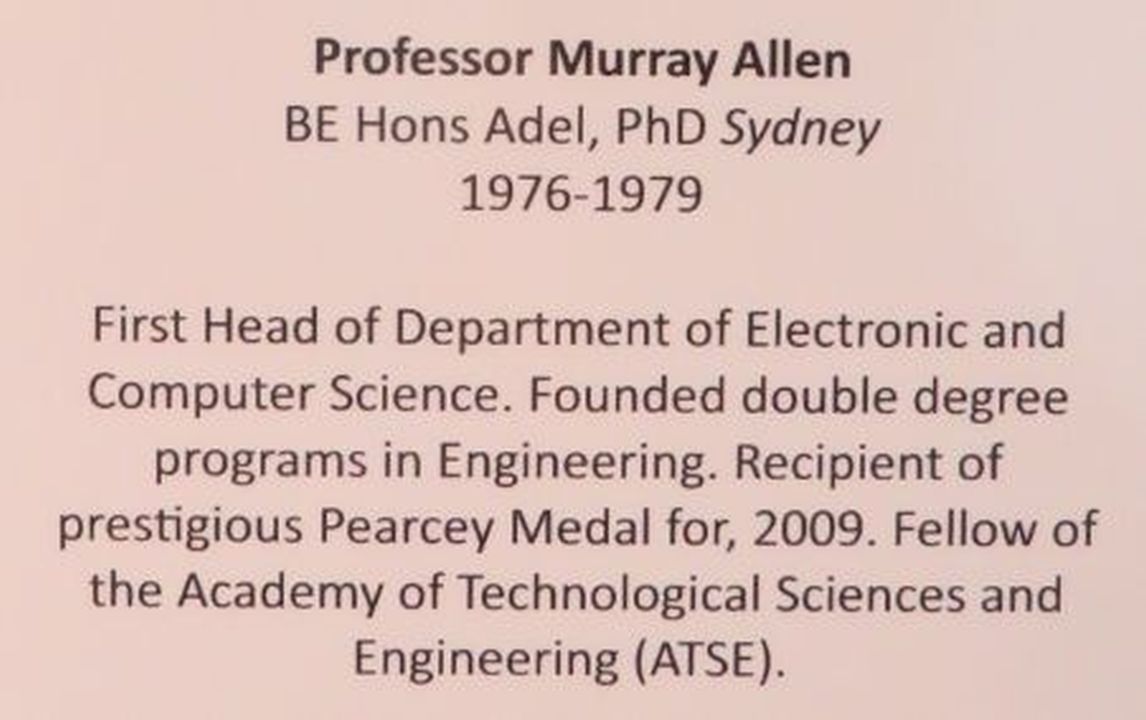 Professor Murray Allen
BE Hons Adel, PhD Sydney
1976-1979
First Head of Department of Electronic and
Computer Science. Founded double degree
programs in Engineering. Recipient of
prestigious Pearcey Medal for, 2009. Fellow of
the Academy of Technological Sciences and
Engineering (ATSE).